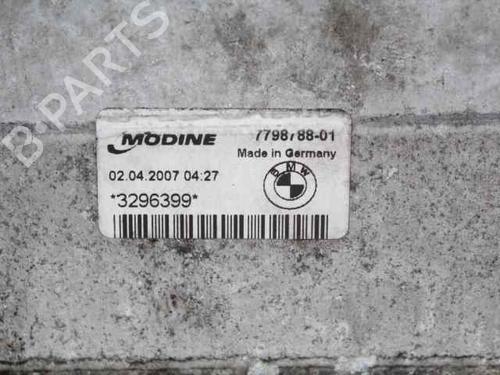 B-PARTS
MODINE 7798788-01
Made in Germany
02.04.2007 04:27
BMW
*3296399*